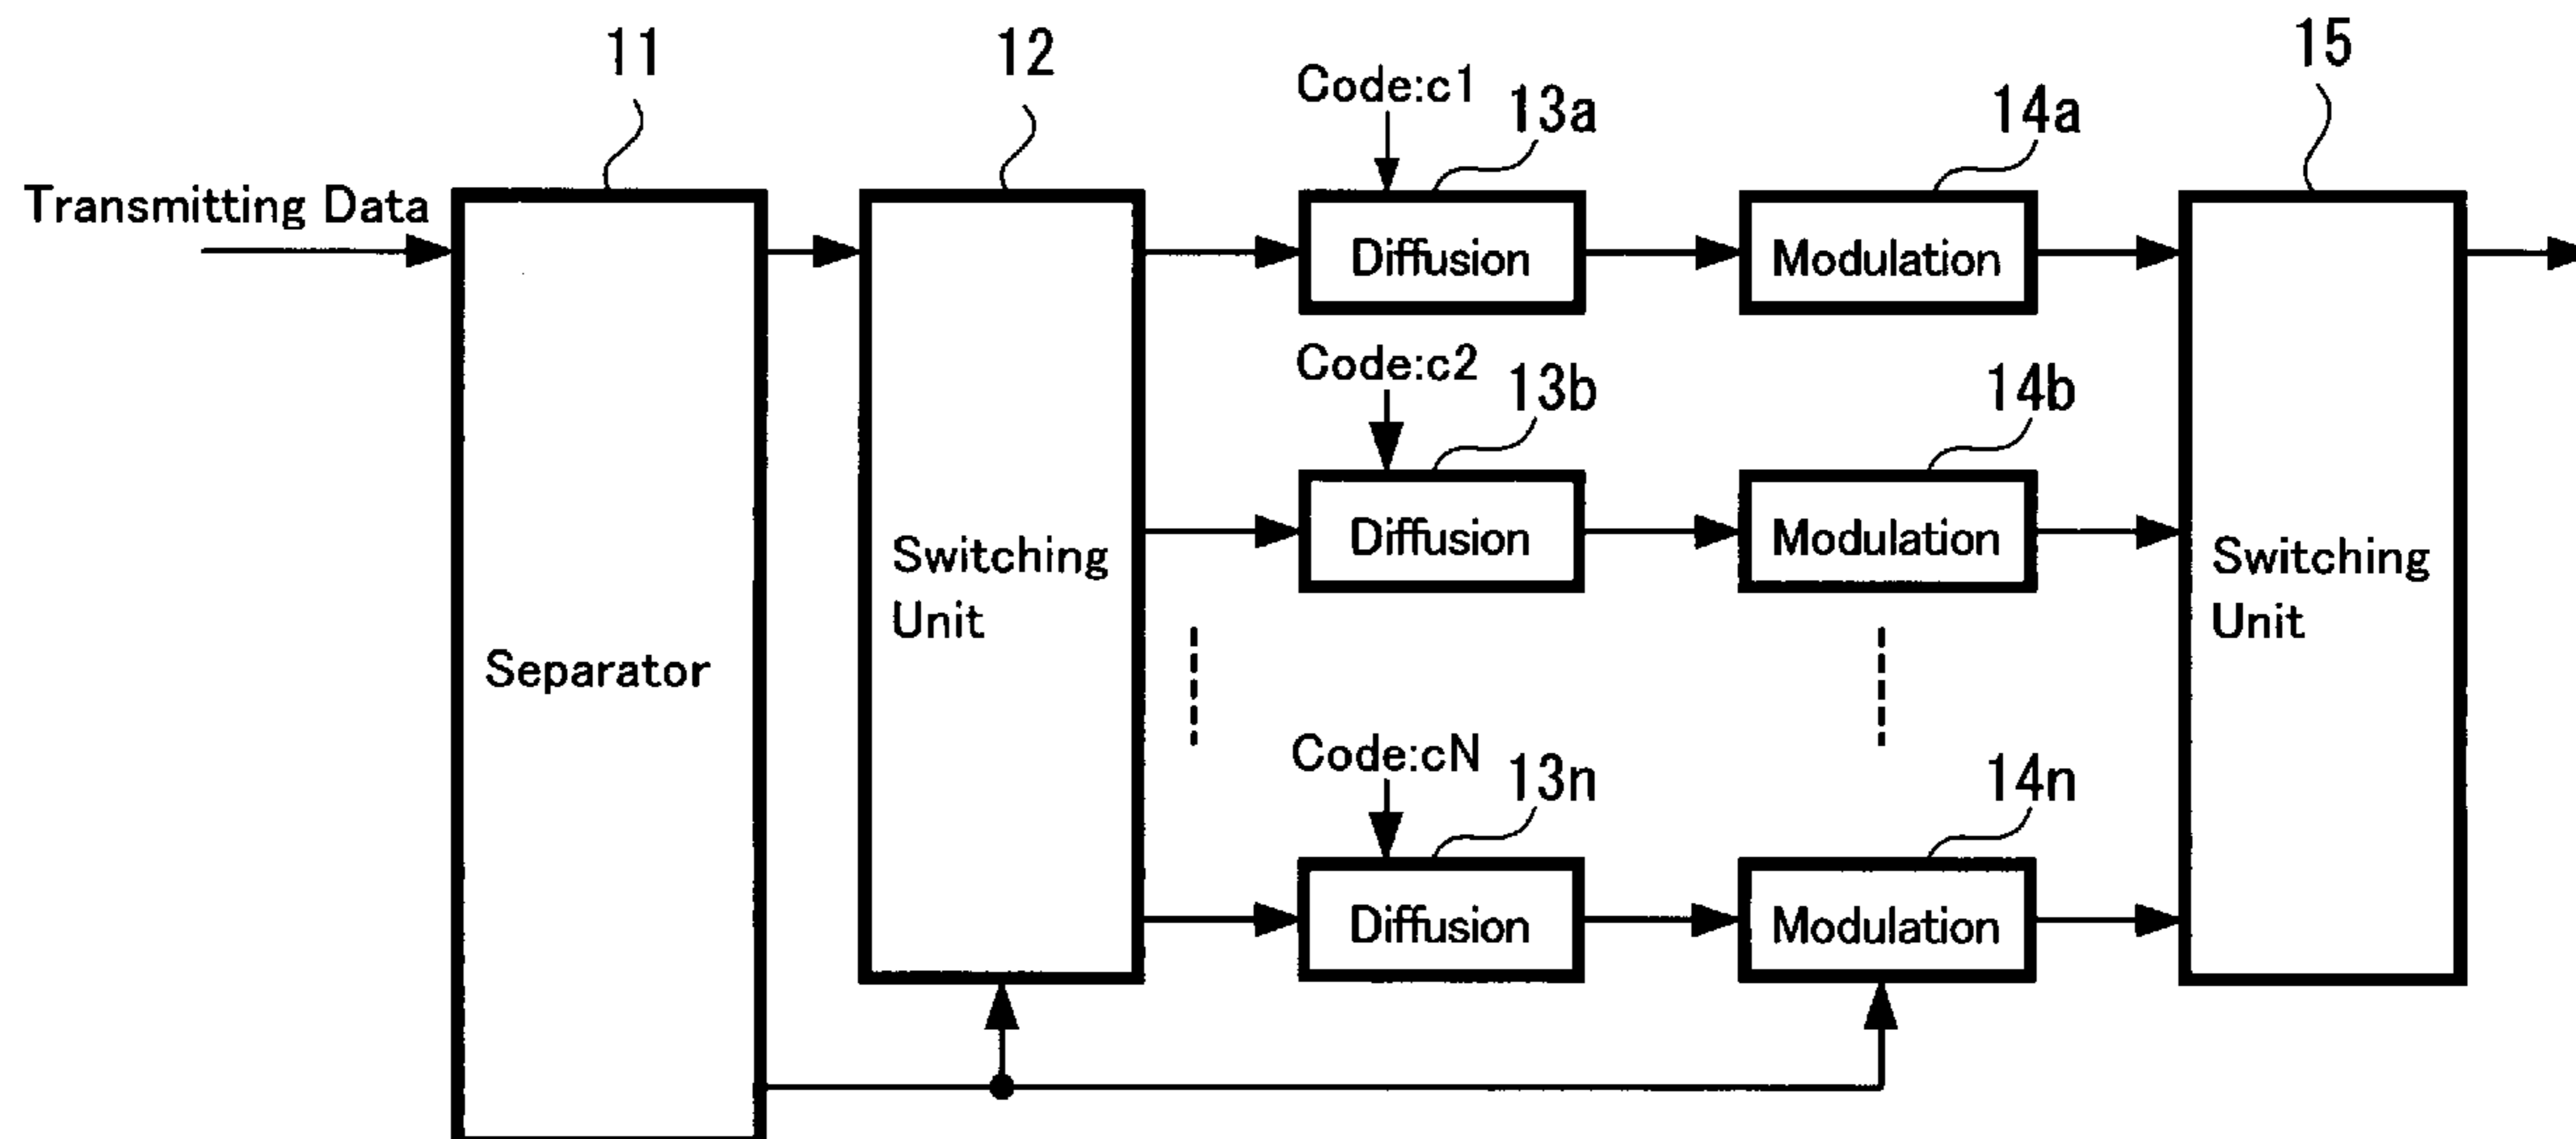 11
12
15
Code:c1
13a
14a
Transmitting Data
Diffusion
Modulation
Code:c2
13b
14b
Diffusion
Modulation
Switching
Unit
Switching
Unit
Separator
Code:cN
13n
14n
Diffusion
Modulation